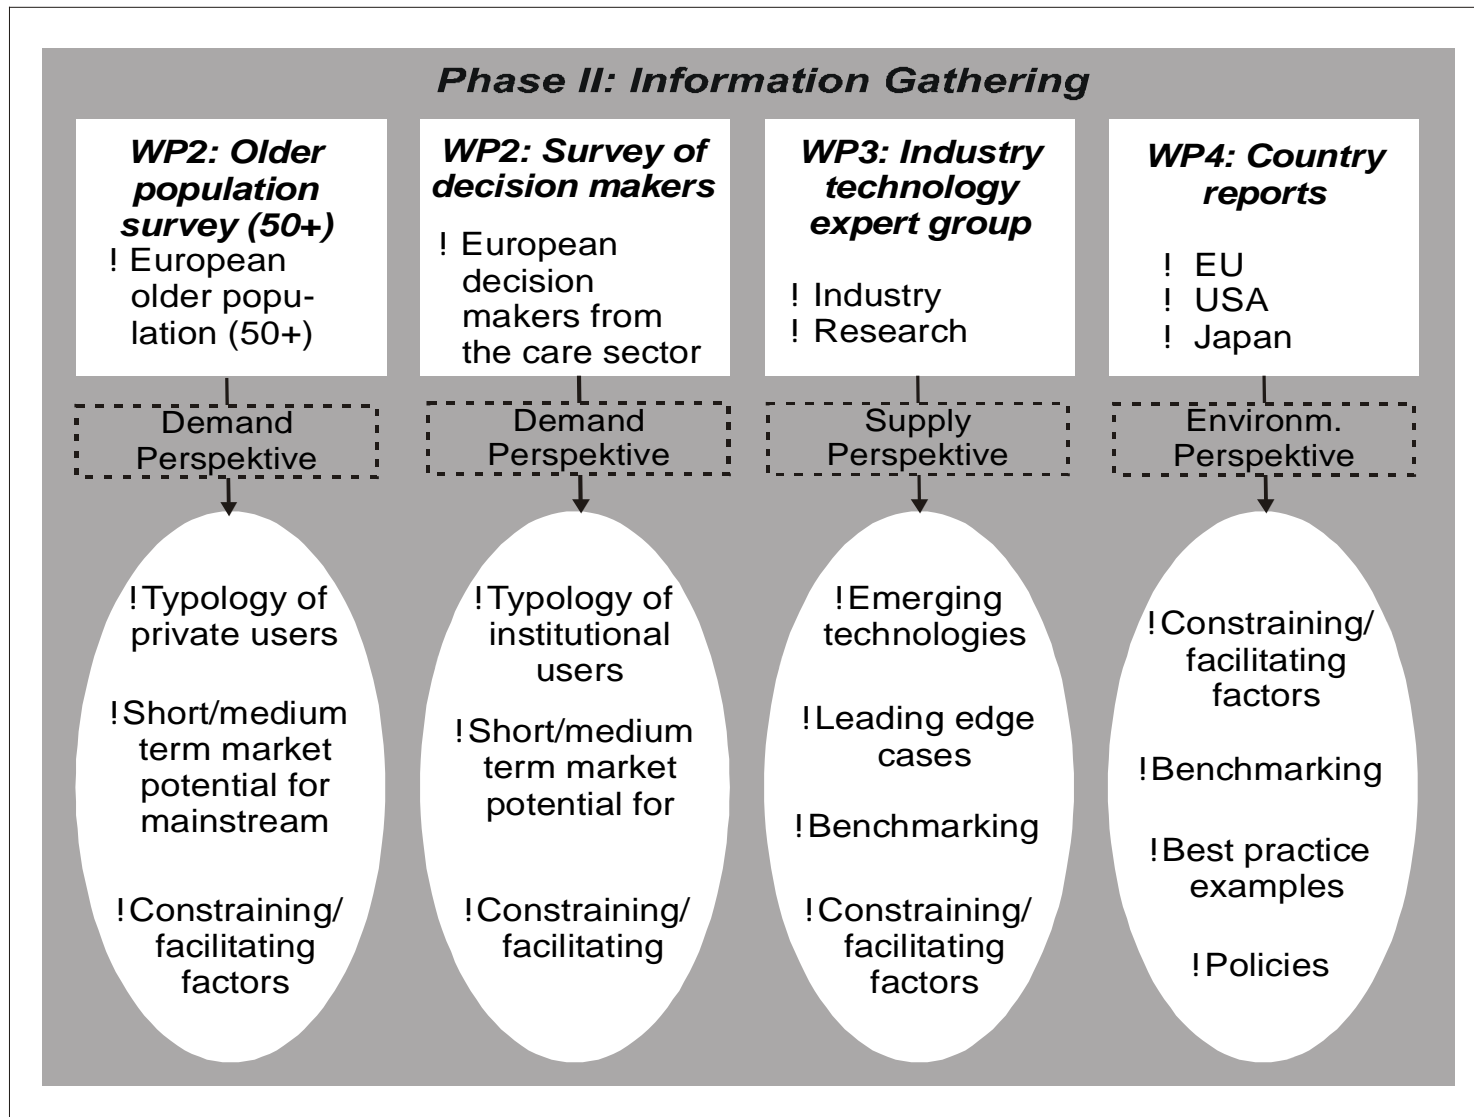 Phase II: Information Gathering
WP2: Older
population
survey (50+)
! European
older popu-
lation (50+)
Demand
Perspektive
!Typology of
private users
!Short/medium
term market
potential for
mainstream
!Constraining/
facilitating
factors
WP2: Survey of
decision makers
! European
decision
makers from
the care sector
Demand
Perspektive
!Typology of
institutional
users
!Short/medium
term market
potential for
!Constraining/
facilitating
WP3: Industry
technology
expert group
! Industry
! Research
Supply
Perspektive
!Emerging
technologies
!Leading edge
cases
!Benchmarking
!Constraining/
facilitating
factors
WP4: Country
reports
! EU
! USA
! Japan
Environm.
Perspektive
!Constraining/
facilitating
factors
!Benchmarking
!Best practice
examples
!Policies